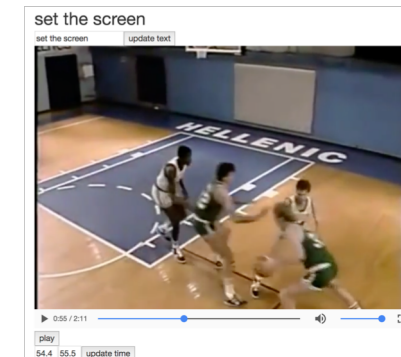 set the screen
set the screen update text
HELLENIC
0:55 / 2:11
play
54.4 55.5 update time